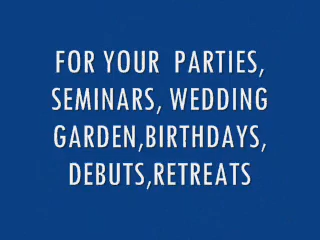 FOR YOUR PARTIES,
SEMINARS, WEDDING
GARDEN,BIRTHDAYS,
DEBUTS,RETREATS